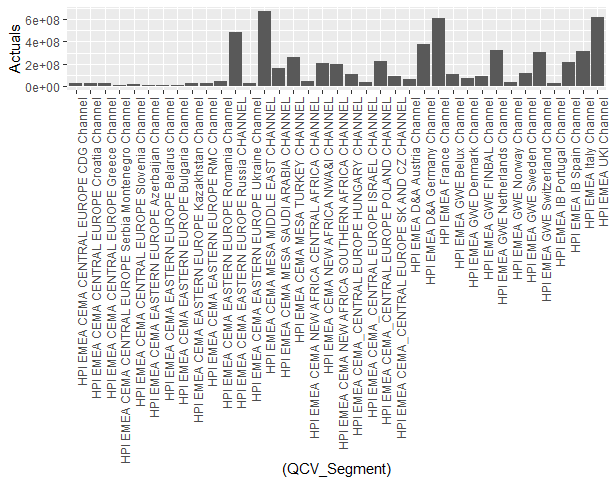 Actuals
6e+08
4e+08
2e+08
0e+00
HPI EMEA CEMA CENTRAL EUROPE CDG Channel
HPI EMEA CEMA CENTRAL EUROPE Croatia Channel
HPI EMEA CEMA CENTRAL EUROPE Greece Channel
HPI EMEA CEMA CENTRAL EUROPE Serbia Montenegro Channel
HPI EMEA CEMA CENTRAL EUROPE Slovenia Channel
HPI EMEA CEMA EASTERN EUROPE Azerbaijan Channel
HPI EMEA CEMA EASTERN EUROPE Belarus Channel
HPI EMEA CEMA EASTERN EUROPE Bulgaria Channel
HPI EMEA CEMA EASTERN EUROPE Kazakhstan Channel
HPI EMEA CEMA EASTERN EUROPE RMC Channel
HPI EMEA CEMA EASTERN EUROPE Romania Channel
HPI EMEA CEMA EASTERN EUROPE Russia CHANNEL
HPI EMEA CEMA EASTERN EUROPE Ukraine Channel
HPI EMEA CEMA MESA MIDDLE EAST CHANNEL
HPI EMEA CEMA MESA SAUDI ARABIA CHANNEL
HPI EMEA CEMA MESA TURKEY CHANNEL
HPI EMEA CEMA NEW AFRICA CENTRAL AFRICA CHANNEL
HPI EMEA CEMA NEW AFRICA NWA&I CHANNEL
HPI EMEA CEMA NEW AFRICA SOUTHERN AFRICA CHANNEL
HPI EMEA CEMA_CENTRAL EUROPE HUNGARY CHANNEL
HPI EMEA CEMA_CENTRAL EUROPE ISRAEL CHANNEL
HPI EMEA CEMA_CENTRAL EUROPE POLAND CHANNEL
HPI EMEA CEMA_CENTRAL EUROPE SK AND CZ CHANNEL
HPI EMEA D&A Austria Channel
HPI EMEA D&A Germany Channel
HPI EMEA France Channel
HPI EMEA GWE Belux Channel
HPI EMEA GWE Denmark Channel
HPI EMEA GWE FINBAL Channel
HPI EMEA GWE Netherlands Channel
HPI EMEA GWE Norway Channel
HPI EMEA GWE Sweden Channel
HPI EMEA GWE Switzerland Channel
HPI EMEA IB Portugal Channel
HPI EMEA IB Spain Channel
HPI EMEA Italy Channel
HPI EMEA UKI Channel
(QCV_Segment)